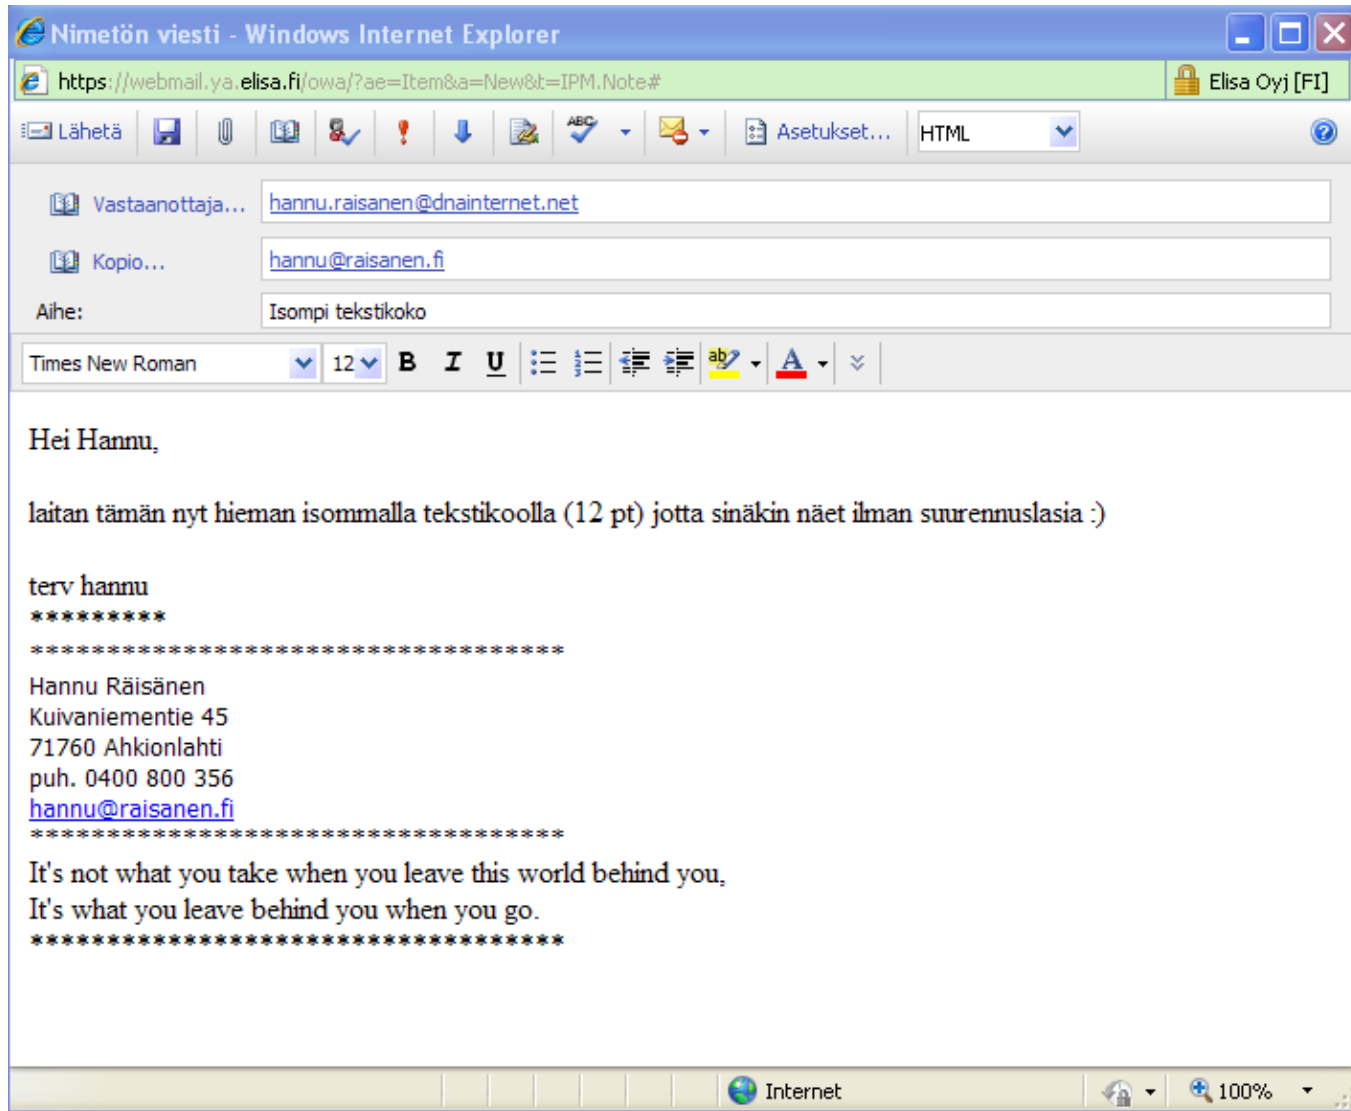 Nimetön viesti - Windows Internet Explorer
https://webmail.ya.elisa.fi/owa/?ae=Item&a=New&t=IPM.Note#
Elisa Oyj [FI]
Lähetä
ABC
Asetukset...
HTML
Vastaanottaja...
hannu.raisanen@dnainternet.net
Kopio...
hannu@raisanen.fi
Aihe:
Isompi tekstikoko
Times New Roman
12
B I U
ab
A
Hei Hannu,
laitan tämän nyt hieman isommalla tekstikoolla (12 pt) jotta sinäkin näet ilman suurennuslasia :)
terv hannu
*********
***********************************
Hannu Räisänen
Kuivaniementie 45
71760 Ahkionlahti
puh. 0400 800 356
hannu@raisanen.fi
***********************************
It's not what you take when you leave this world behind you,
It's what you leave behind you when you go.
***********************************
Internet
100%